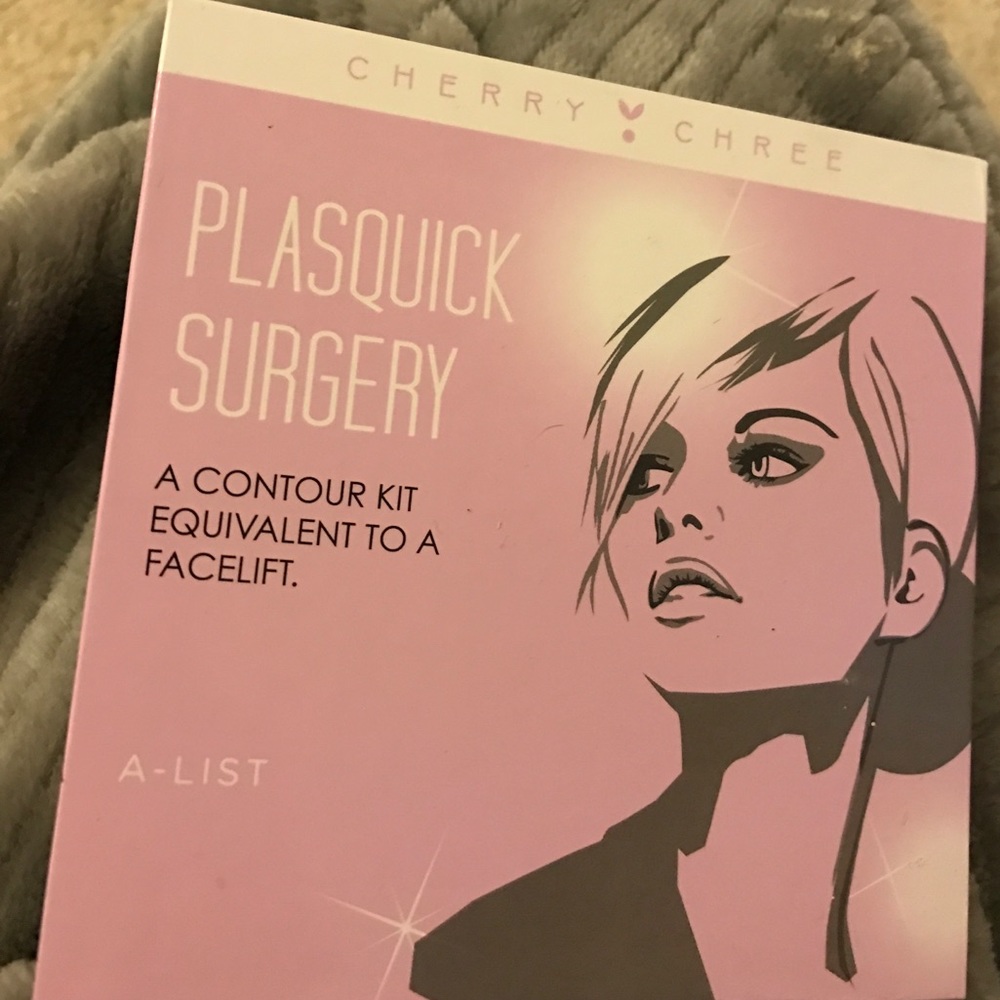 CHERRY CHREE
PLASQUICK
SURGERY
A CONTOUR KIT
EQUIVALENT TO A
FACELIFT.
A-LIST